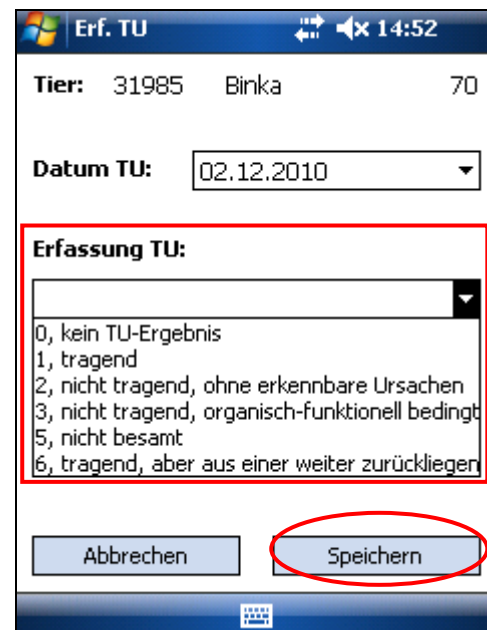 Erf. TU 14:52
Tier: 31985 Binka 70
Datum TU: 02.12.2010
Erfassung TU:
0, kein TU-Ergebnis
1, tragend
2, nicht tragend, ohne erkennbare Ursachen
3, nicht tragend, organisch-funktionell bedingt
5, nicht besamt
6, tragend, aber aus einer weiter zurückliegen
Abbrechen Speichern